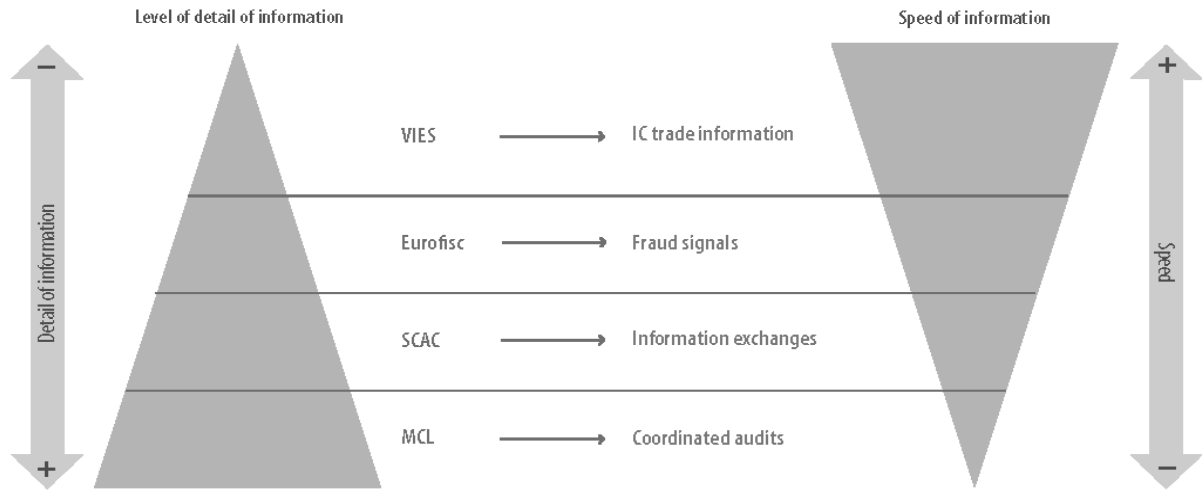 Level of detail of information
Speed of information
−
+
VIES
IC trade information
Eurofisc
Fraud signals
Detail of information
Speed
SCAC
Information exchanges
MCL
Coordinated audits
+
−